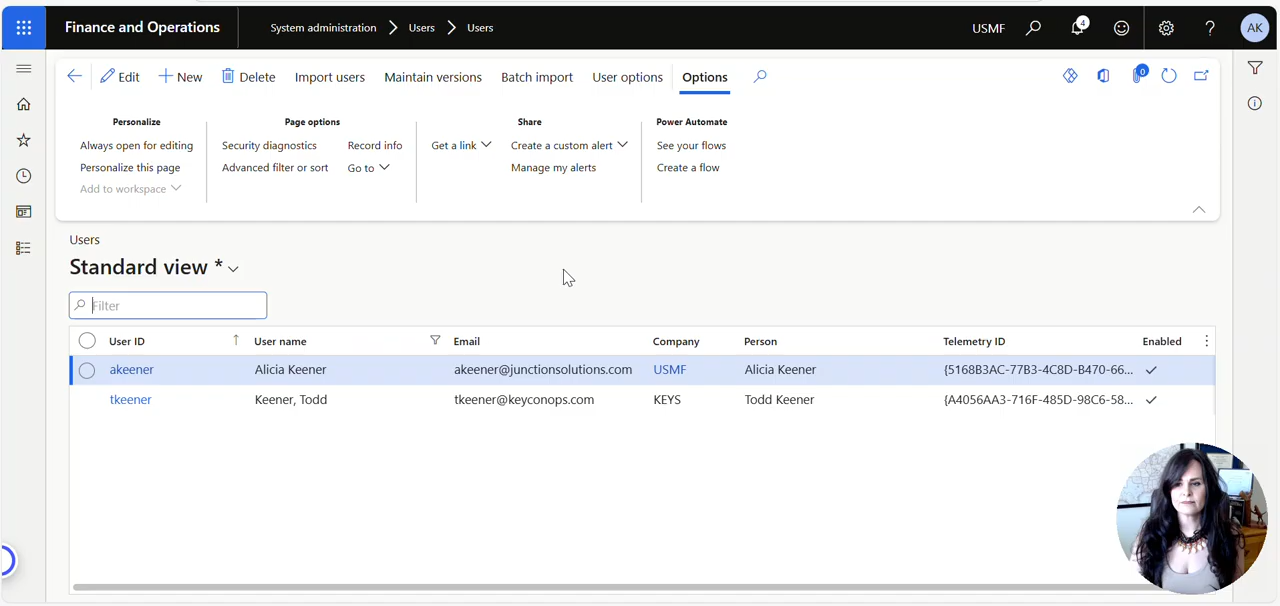 Finance and Operations
System administration
Users
Users
USMF
4
AK
Edit
New
Delete
Import users
Maintain versions
Batch import
User options
Options
0
Personalize
Always open for editing
Personalize this page
Add to workspace
Page options
Security diagnostics
Record info
Advanced filter or sort
Go to
Share
Get a link
Create a custom alert
Manage my alerts
Power Automate
See your flows
Create a flow
Users
Standard view *
Filter
User ID
User name
Email
Company
Person
Telemetry ID
Enabled
akeener
Alicia Keener
akeener@junctionsolutions.com
USMF
Alicia Keener
{5168B3AC-77B3-4C8D-B470-66...
tkeener
Keener, Todd
tkeener@keyconops.com
KEYS
Todd Keener
{A4056AA3-716F-485D-98C6-58...